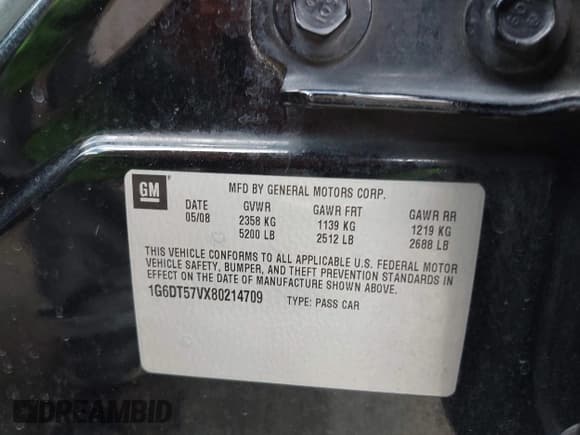 GM
MFD BY GENERAL MOTORS CORP.
DATE GVWR GAWR FRT GAWR RR
05/08 2358 KG 1139 KG 1219 KG
5200 LB 2512 LB 2688 LB
THIS VEHICLE CONFORMS TO ALL APPLICABLE U.S. FEDERAL MOTOR
VEHICLE SAFETY, BUMPER, AND THEFT PREVENTION STANDARDS IN
EFFECT ON THE DATE OF MANUFACTURE SHOWN ABOVE.
1G6DT57VX80214709 TYPE: PASS CAR
DREAMBID